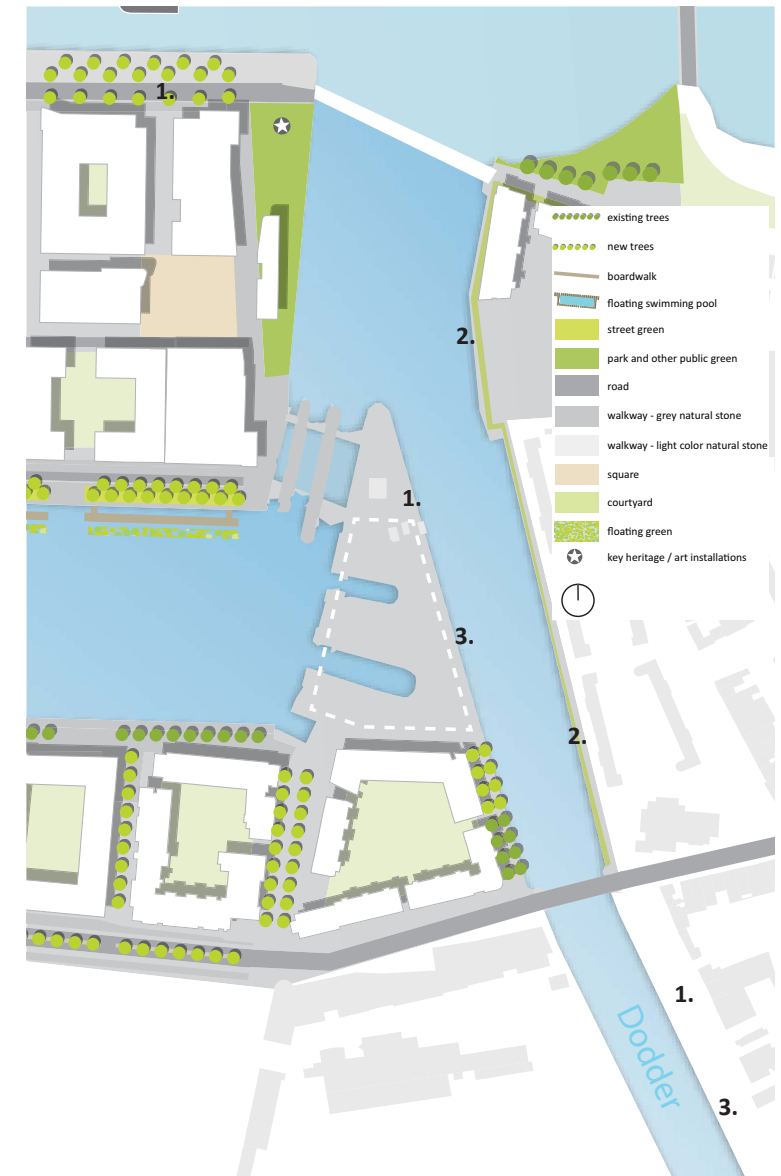 1.
existing trees
new trees
boardwalk
floating swimming pool
street green
2.
park and other public green
road
walkway - grey natural stone
walkway - light color natural stone
square
1.
courtyard
floating green
key heritage / art installations
3.
2.
1.
Dodder
3.